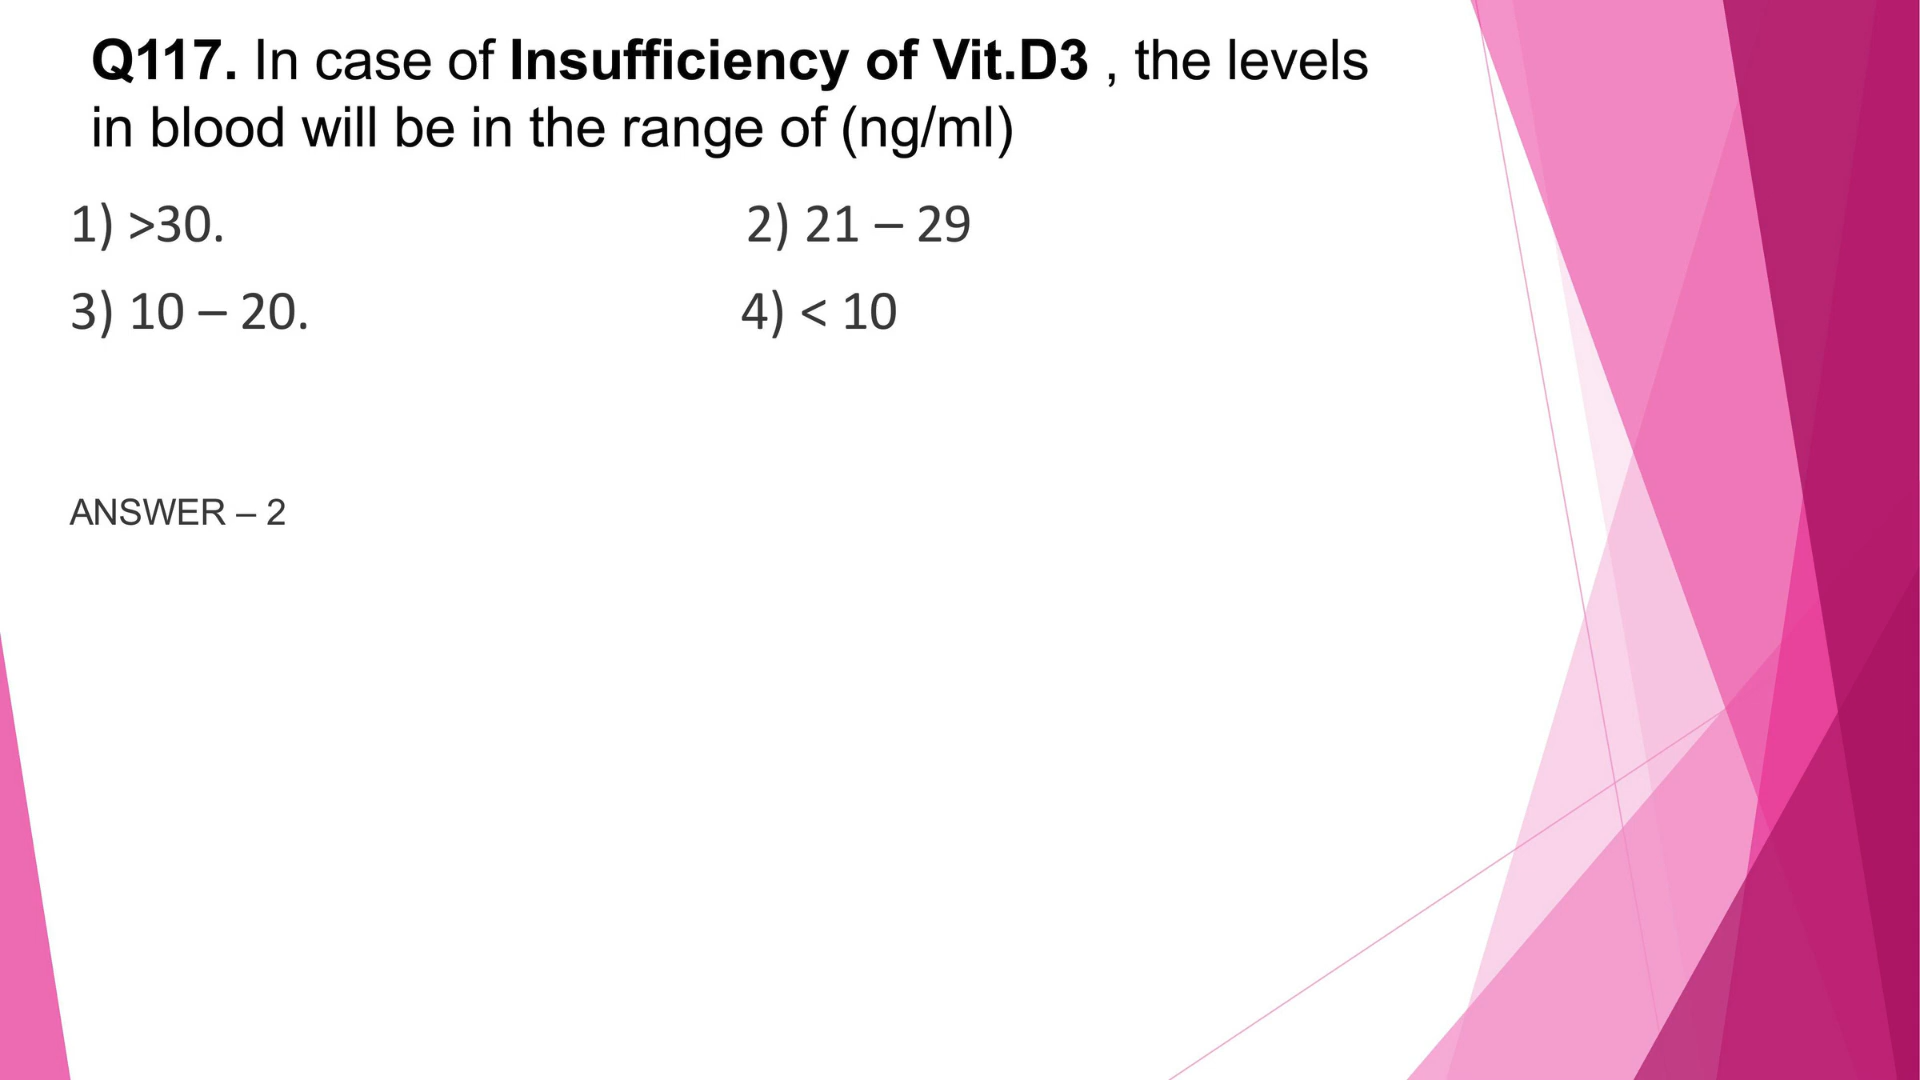 Q117. In case of Insufficiency of Vit.D3 , the levels
in blood will be in the range of (ng/ml)
1) >30. 2) 21 – 29
3) 10 – 20. 4) < 10
ANSWER – 2